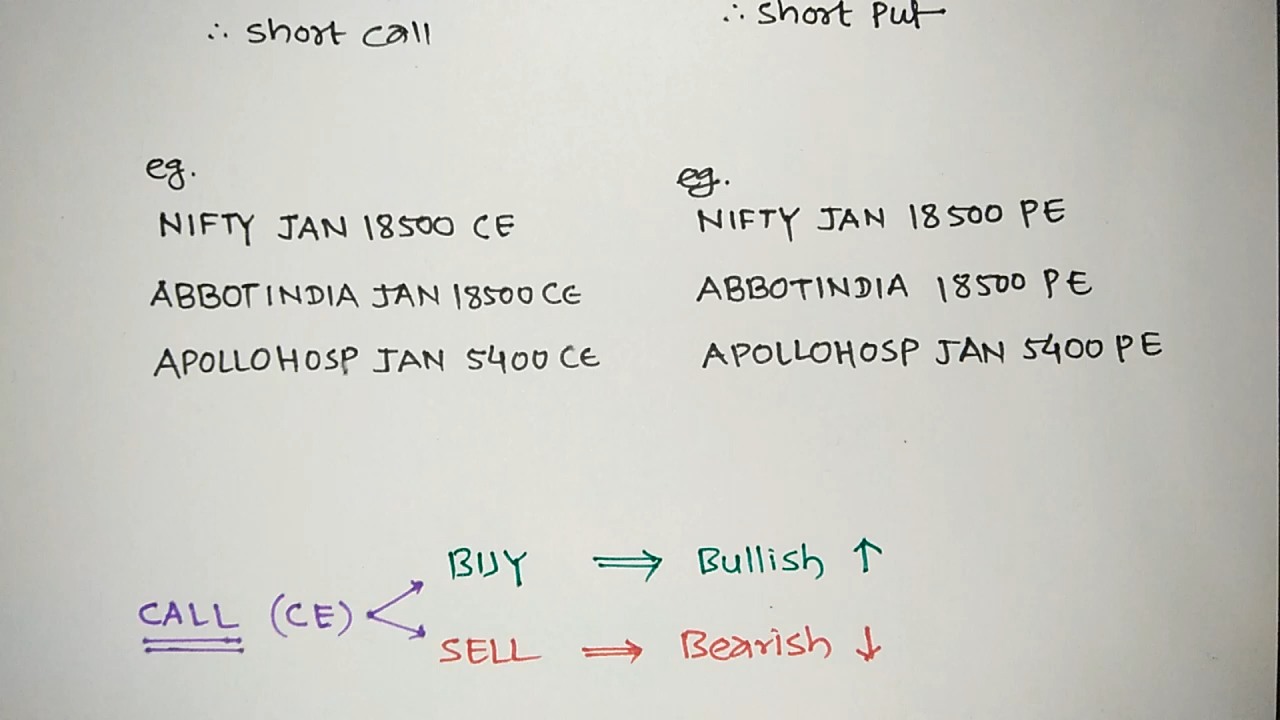 ∴ short call
∴ short put
eg.
NIFTY JAN 18500 CE
ABBOTINDIA JAN 18500 CE
APOLLOHOSP JAN 5400 CE
eg.
NIFTY JAN 18500 PE
ABBOTINDIA 18500 PE
APOLLOHOSP JAN 5400 PE
CALL (CE)
BUY ⟹ Bullish ↑
SELL ⟹ Bearish ↓